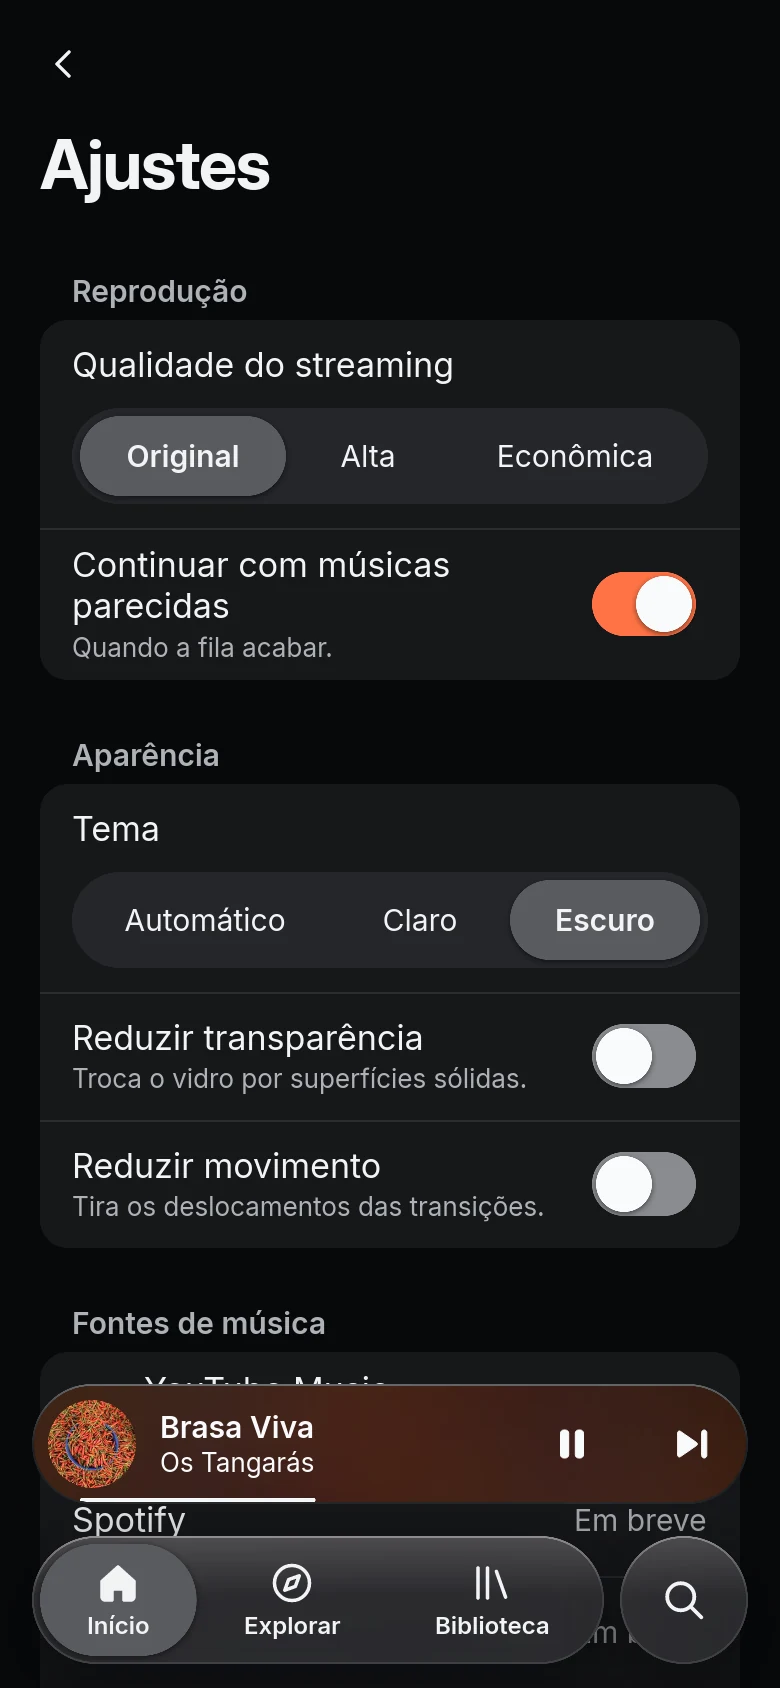 Ajustes
Reprodução
Qualidade do streaming
Original Alta Econômica
Continuar com músicas
parecidas
Quando a fila acabar.
Aparência
Tema
Automático Claro Escuro
Reduzir transparência
Troca o vidro por superfícies sólidas.
Reduzir movimento
Tira os deslocamentos das transições.
Fontes de música
YouTube Music
Brasa Viva
Os Tangarás
Spotify Em breve
Início Explorar Biblioteca